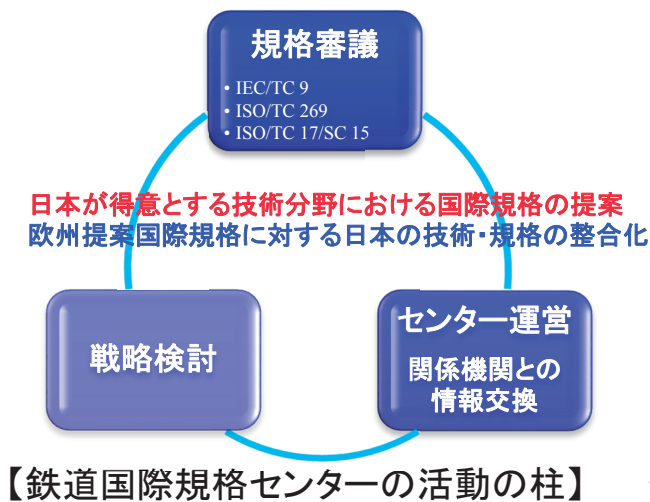 規格審議
• IEC/TC 9
• ISO/TC 269
• ISO/TC 17/SC 15
日本が得意とする技術分野における国際規格の提案
欧州提案国際規格に対する日本の技術・規格の整合化
戦略検討
センター運営
関係機関との
情報交換
【鉄道国際規格センターの活動の柱】